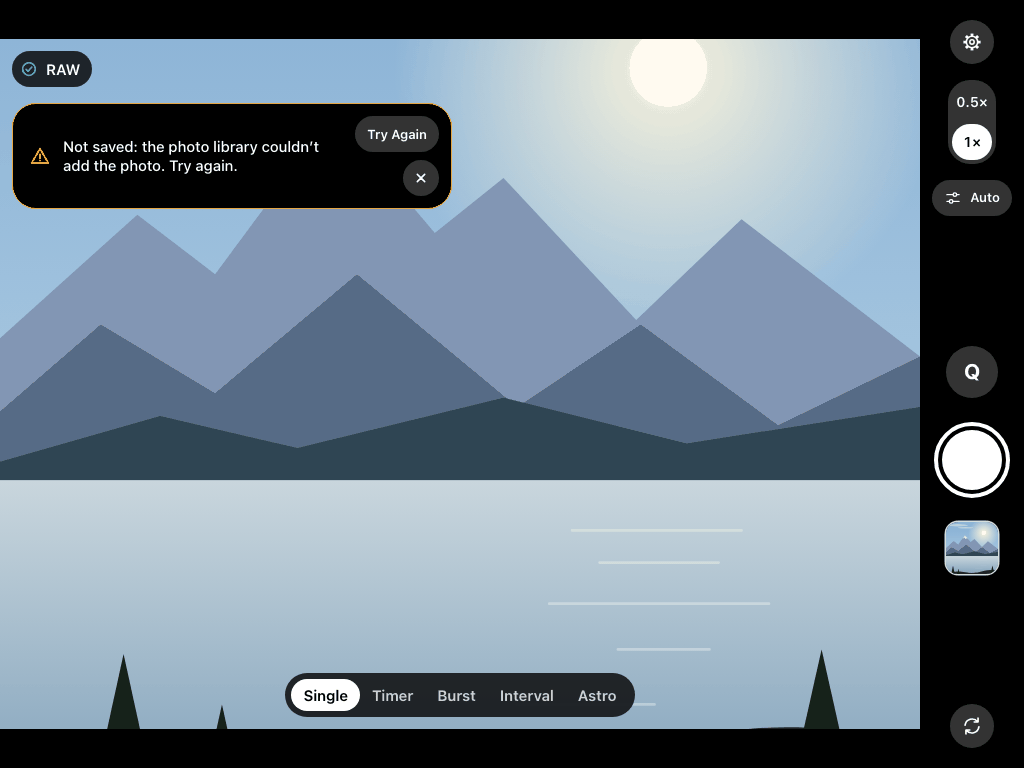 RAW
Not saved: the photo library couldn’t
add the photo. Try again.
Try Again
0.5×
1×
Auto
Q
Single Timer Burst Interval Astro